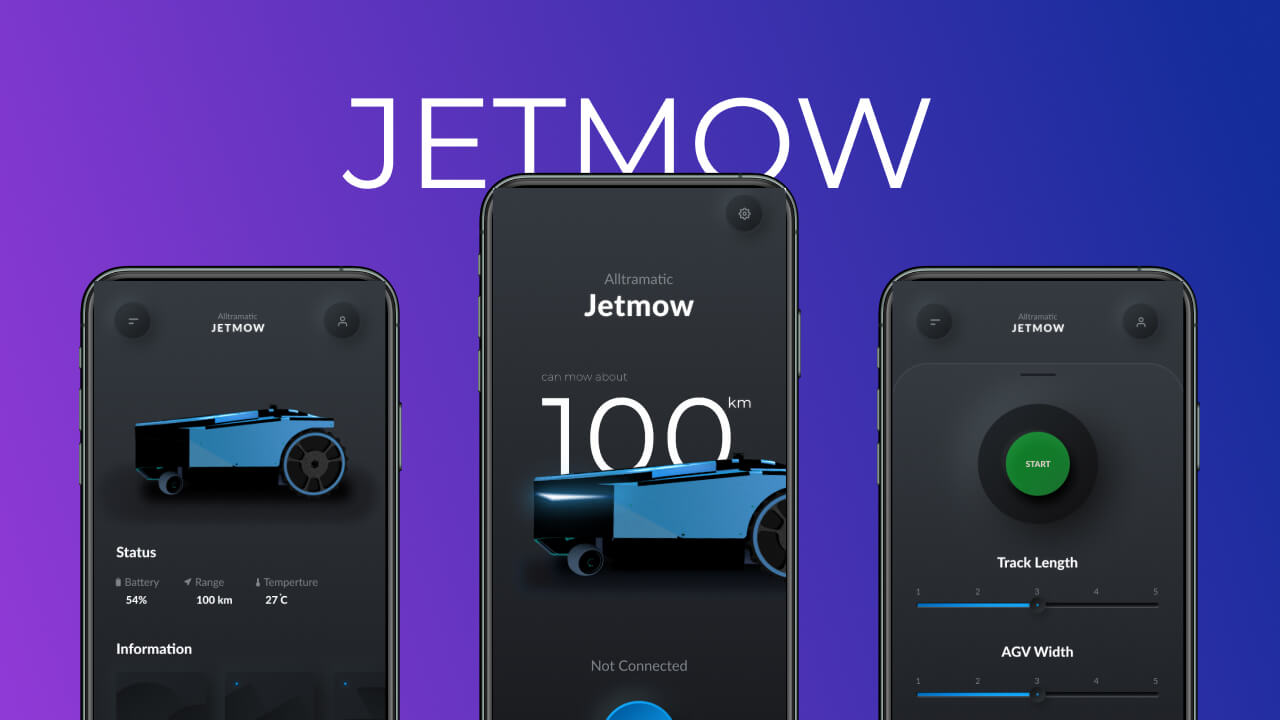 JETMOW
Alltramatic
JETMOW
Status
Battery Range Temperture
54% 100 km 27°C
Information
Alltramatic
Jetmow
can mow about
100 km
Not Connected
Alltramatic
JETMOW
START
Track Length
1 2 3 4 5
AGV Width
1 2 3 4 5